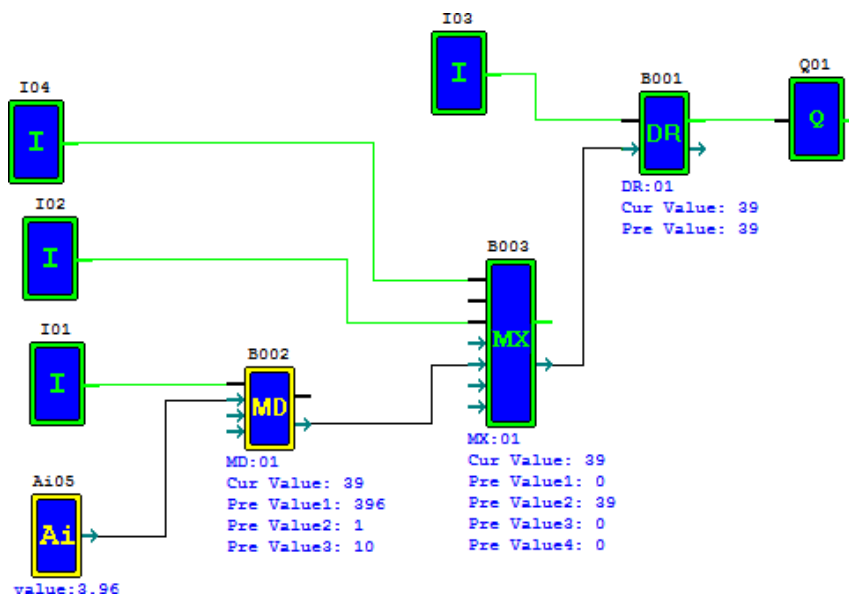 I03
I
I04
I
B001
DR
Q01
Q
DR:01
Cur Value: 39
Pre Value: 39
I02
I
B003
MX
I01
I
B002
MD
MD:01
Cur Value: 39
Pre Value1: 396
Pre Value2: 1
Pre Value3: 10
MX:01
Cur Value: 39
Pre Value1: 0
Pre Value2: 39
Pre Value3: 0
Pre Value4: 0
Ai05
Ai
value:3.96